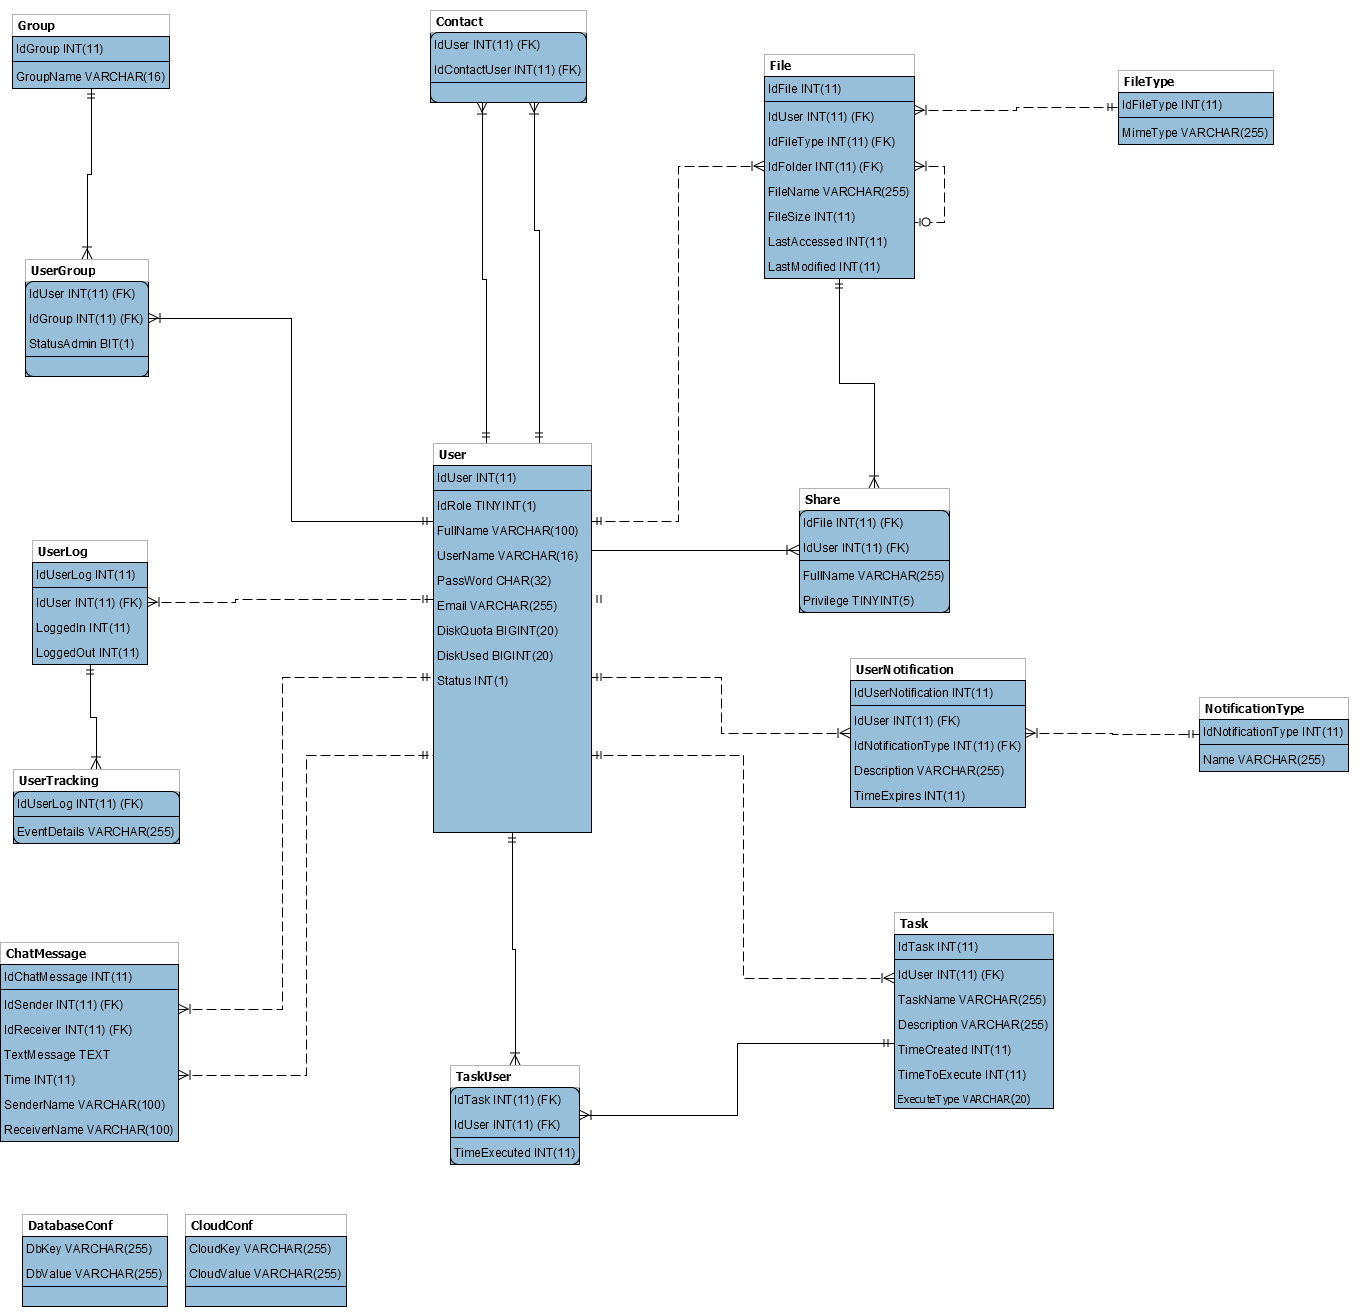 Group
IdGroup INT(11)
GroupName VARCHAR(16)
Contact
IdUser INT(11) (FK)
IdContactUser INT(11) (FK)
File
IdFile INT(11)
IdUser INT(11) (FK)
IdFileType INT(11) (FK)
IdFolder INT(11) (FK)
FileName VARCHAR(255)
FileSize INT(11)
LastAccessed INT(11)
LastModified INT(11)
FileType
IdFileType INT(11)
MimeType VARCHAR(255)
UserGroup
IdUser INT(11) (FK)
IdGroup INT(11) (FK)
StatusAdmin BIT(1)
User
IdUser INT(11)
IdRole TINYINT(1)
FullName VARCHAR(100)
UserName VARCHAR(16)
PassWord CHAR(32)
Email VARCHAR(255)
DiskQuota BIGINT(20)
DiskUsed BIGINT(20)
Status INT(1)
Share
IdFile INT(11) (FK)
IdUser INT(11) (FK)
FullName VARCHAR(255)
Privilege TINYINT(5)
UserLog
IdUserLog INT(11)
IdUser INT(11) (FK)
LoggedIn INT(11)
LoggedOut INT(11)
UserNotification
IdUserNotification INT(11)
IdUser INT(11) (FK)
IdNotificationType INT(11) (FK)
Description VARCHAR(255)
TimeExpires INT(11)
NotificationType
IdNotificationType INT(11)
Name VARCHAR(255)
UserTracking
IdUserLog INT(11) (FK)
EventDetails VARCHAR(255)
ChatMessage
IdChatMessage INT(11)
IdSender INT(11) (FK)
IdReceiver INT(11) (FK)
TextMessage TEXT
Time INT(11)
SenderName VARCHAR(100)
ReceiverName VARCHAR(100)
Task
IdTask INT(11)
IdUser INT(11) (FK)
TaskName VARCHAR(255)
Description VARCHAR(255)
TimeCreated INT(11)
TimeToExecute INT(11)
ExecuteType VARCHAR(20)
TaskUser
IdTask INT(11) (FK)
IdUser INT(11) (FK)
TimeExecuted INT(11)
DatabaseConf
DbKey VARCHAR(255)
DbValue VARCHAR(255)
CloudConf
CloudKey VARCHAR(255)
CloudValue VARCHAR(255)